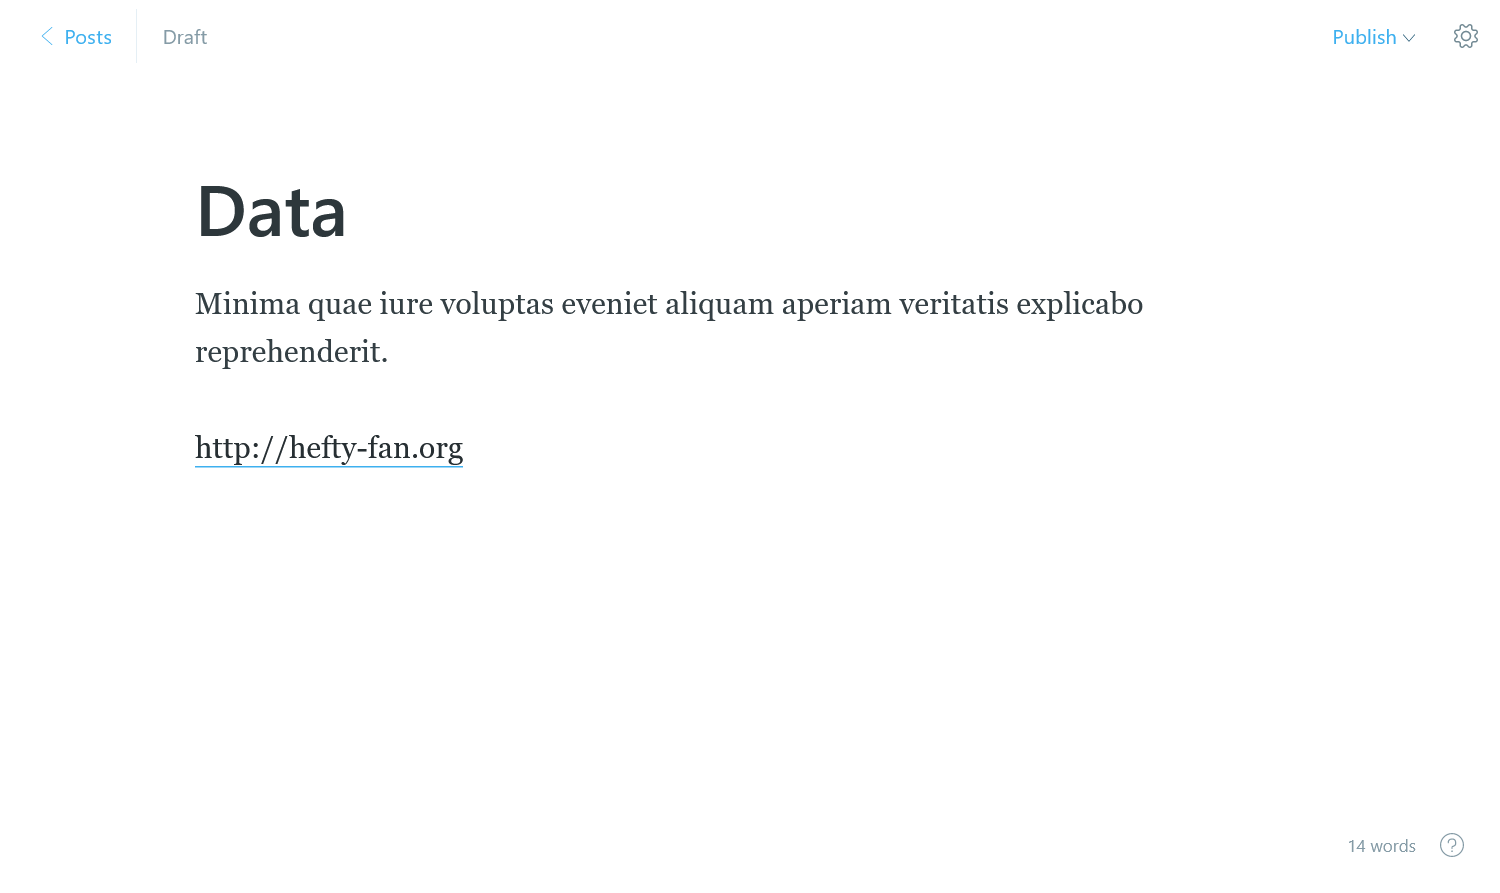 Posts
Draft
Publish
Data
Minima quae iure voluptas eveniet aliquam aperiam veritatis explicabo
reprehenderit.
http://hefty-fan.org
14 words
?